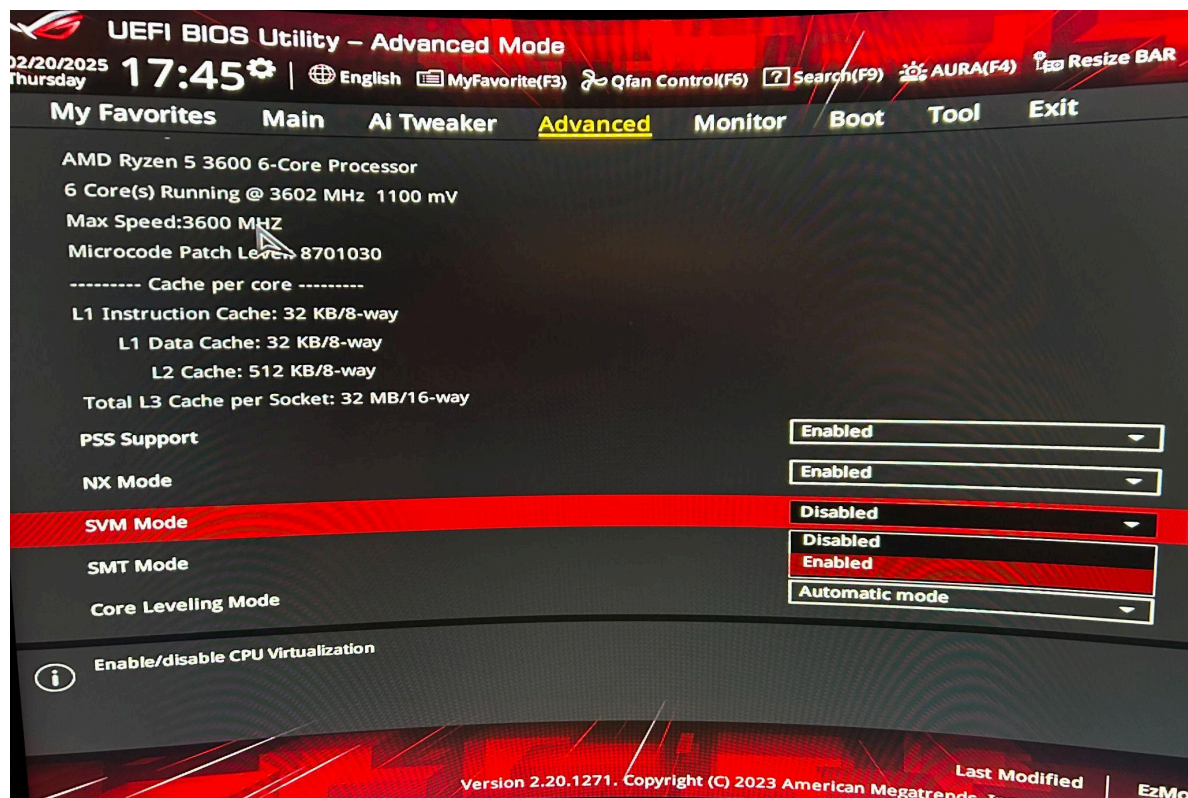 UEFI BIOS Utility – Advanced Mode
02/20/2025
Thursday
17:45
English
MyFavorite(F3)
Qfan Control(F6)
Search(F9)
AURA(F4)
Resize BAR
My Favorites
Main
Ai Tweaker
Advanced
Monitor
Boot
Tool
Exit
AMD Ryzen 5 3600 6-Core Processor
6 Core(s) Running @ 3602 MHz 1100 mV
Max Speed:3600 MHZ
Microcode Patch Level: 8701030
--------- Cache per core ---------
L1 Instruction Cache: 32 KB/8-way
L1 Data Cache: 32 KB/8-way
L2 Cache: 512 KB/8-way
Total L3 Cache per Socket: 32 MB/16-way
PSS Support
Enabled
NX Mode
Enabled
SVM Mode
Disabled
Disabled
Enabled
SMT Mode
Core Leveling Mode
Automatic mode
Enable/disable CPU Virtualization
Last Modified
Version 2.20.1271. Copyright (C) 2023 American Megatrends